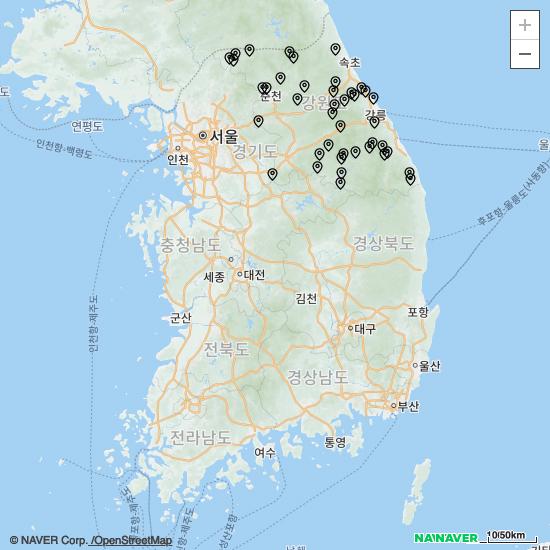 +
−
속초
춘천
강원
강릉
연평도
서울
인천
인천항-백령도
경기도
울
후포항-울릉도(사동항)
충청남도
경상북도
세종
대전
인천항-제주도
김천
군산
포항
대구
전라북도
경상남도
울산
부산
전라남도
여수
통영
© NAVER Corp. /OpenStreetMap
NAVER
10/50km